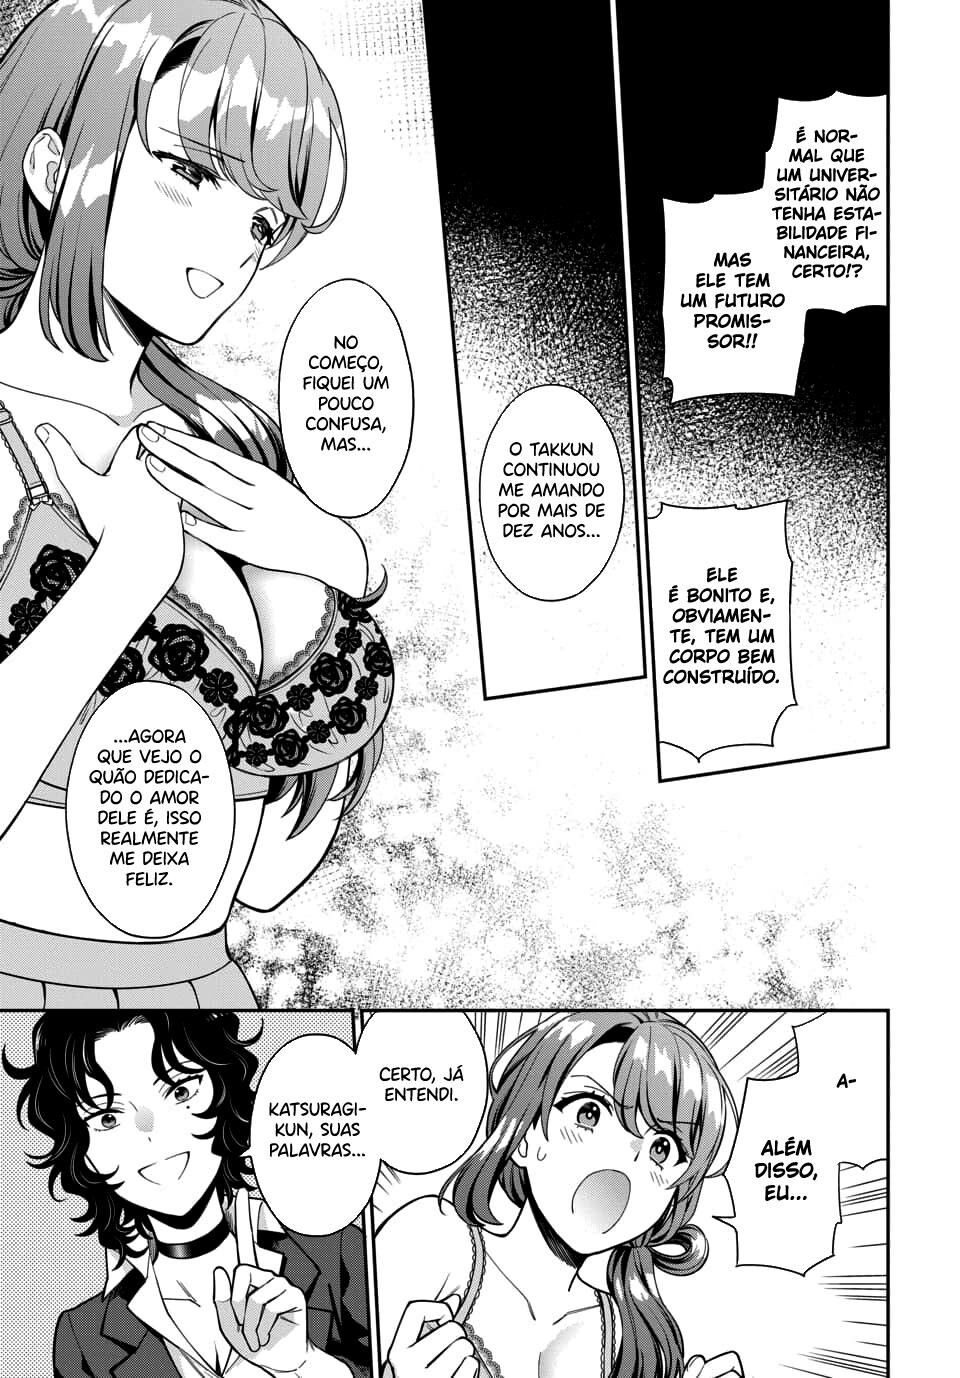 É NOR-
MAL QUE
UM UNIVER-
SITÁRIO NÃO
TENHA ESTA-
BILIDADE FI-
NANCEIRA,
CERTO!?
MAS
ELE TEM
UM FUTURO
PROMIS-
SOR!!
ELE
É BONITO E,
OBVIAMEN-
TE, TEM UM
CORPO BEM
CONSTRUÍDO.
O TAKKUN
CONTINUOU
ME AMANDO
POR MAIS DE
DEZ ANOS...
NO
COMEÇO,
FIQUEI UM
POUCO
CONFUSA,
MAS...
...AGORA
QUE VEJO O
QUÃO DEDICA-
DO O AMOR
DELE É, ISSO
REALMENTE
ME DEIXA
FELIZ.
A-
ALÉM
DISSO,
EU...
CERTO, JÁ
ENTENDI.
KATSURAGI-
KUN, SUAS
PALAVRAS...